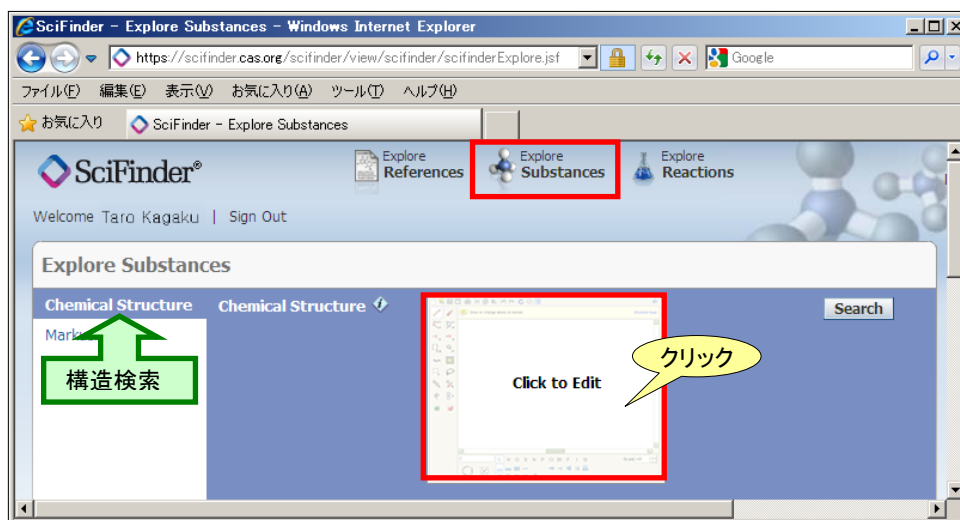 SciFinder - Explore Substances - Windows Internet Explorer
https://scifinder.cas.org/scifinder/view/scifinder/scifinderExplore.jsf
Google
ファイル(F) 編集(E) 表示(V) お気に入り(A) ツール(T) ヘルプ(H)
お気に入り
SciFinder - Explore Substances
SciFinder®
Explore References
Explore Substances
Explore Reactions
Welcome Taro Kagaku | Sign Out
Explore Substances
Chemical Structure
Chemical Structure
Search
クリック
構造検索
Click to Edit